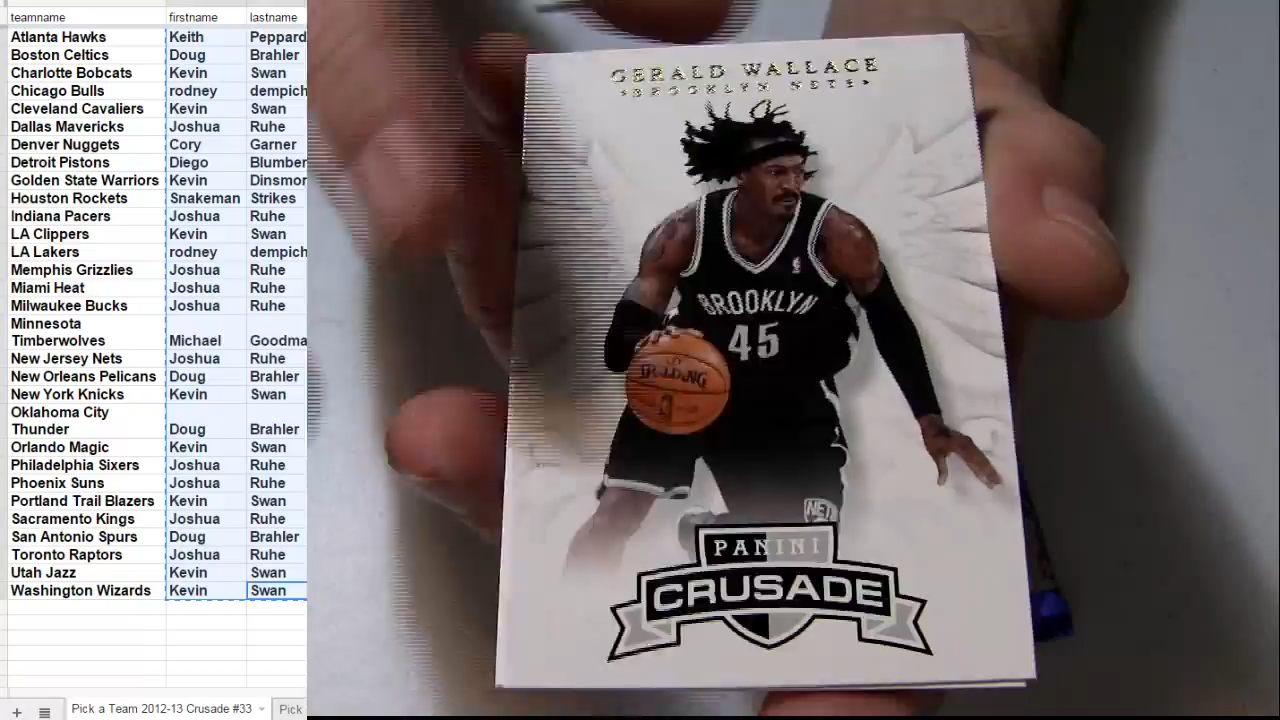 teamname firstname lastname
Atlanta Hawks Keith Peppard
Boston Celtics Doug Brahler
Charlotte Bobcats Kevin Swan
Chicago Bulls rodney dempich
Cleveland Cavaliers Kevin Swan
Dallas Mavericks Joshua Ruhe
Denver Nuggets Cory Garner
Detroit Pistons Diego Blumber
Golden State Warriors Kevin Dinsmor
Houston Rockets Snakeman Strikes
Indiana Pacers Joshua Ruhe
LA Clippers Kevin Swan
LA Lakers rodney dempich
Memphis Grizzlies Joshua Ruhe
Miami Heat Joshua Ruhe
Milwaukee Bucks Joshua Ruhe
Minnesota
Timberwolves Michael Goodma
New Jersey Nets Joshua Ruhe
New Orleans Pelicans Doug Brahler
New York Knicks Kevin Swan
Oklahoma City
Thunder Doug Brahler
Orlando Magic Kevin Swan
Philadelphia Sixers Joshua Ruhe
Phoenix Suns Joshua Ruhe
Portland Trail Blazers Kevin Swan
Sacramento Kings Joshua Ruhe
San Antonio Spurs Doug Brahler
Toronto Raptors Joshua Ruhe
Utah Jazz Kevin Swan
Washington Wizards Kevin Swan
Pick a Team 2012-13 Crusade #33 Pick
GERALD WALLACE
BROOKLYN NETS
BROOKLYN
45
SPALDING
NET
PANINI
CRUSADE